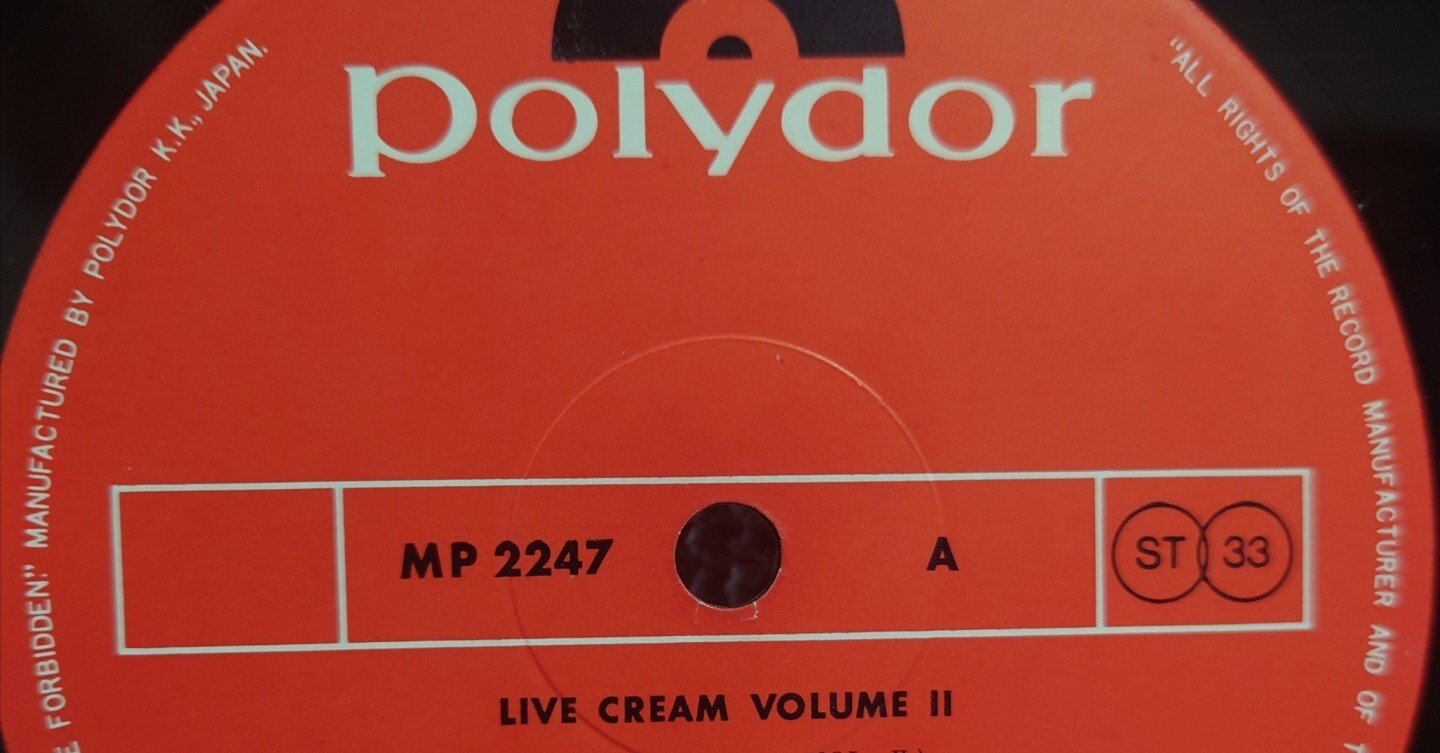 polydor
"ALL RIGHTS OF THE RECORD MANUFACTURER AND OF
FORBIDDEN." MANUFACTURED BY POLYDOR K.K., JAPAN.
MP 2247
A
ST 33
LIVE CREAM VOLUME II